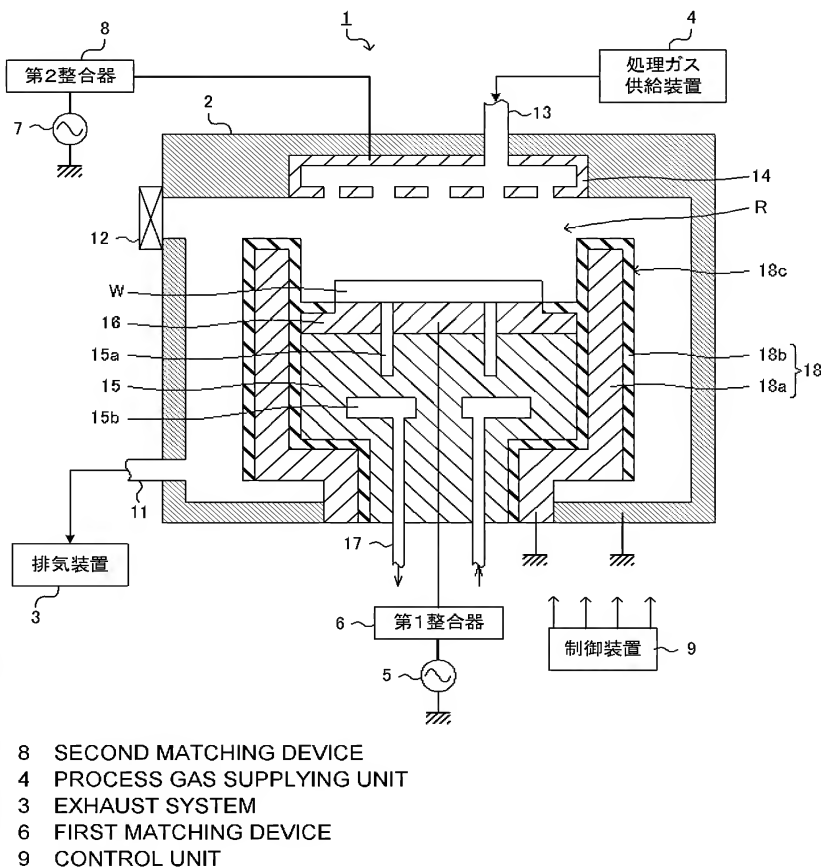 1
8
4
第2整合器
処理ガス
供給装置
7
2
13
14
12
R
W
18c
16
15a
18b
15
18a
18
15b
11
17
排気装置
3
6
第1整合器
5
制御装置
9
8 SECOND MATCHING DEVICE
4 PROCESS GAS SUPPLYING UNIT
3 EXHAUST SYSTEM
6 FIRST MATCHING DEVICE
9 CONTROL UNIT